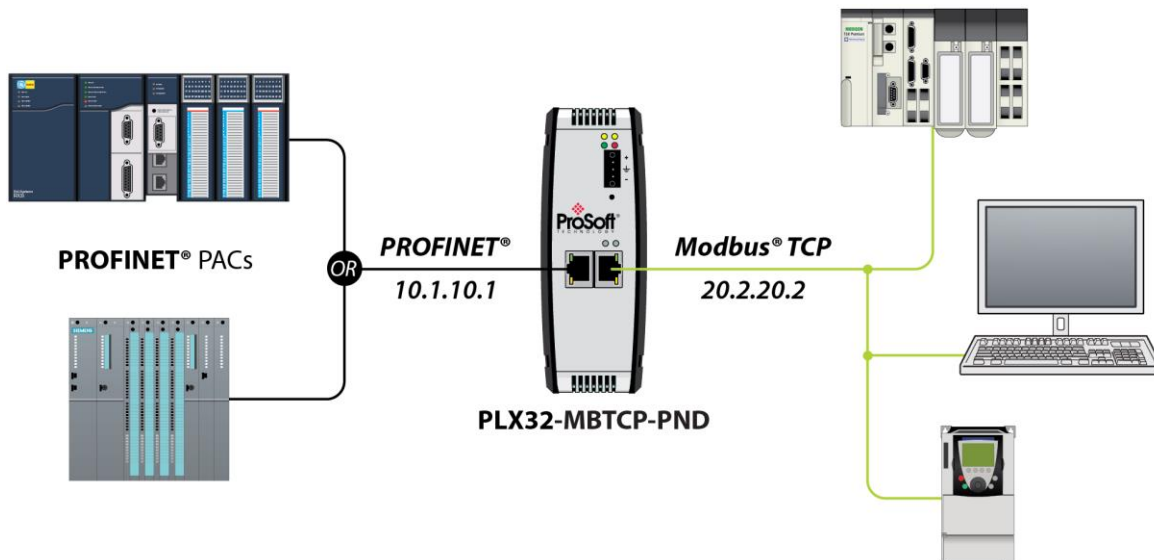 PROFINET® PACs
SIEMENS
OR
PROFINET®
10.1.10.1
+
-
ProSoft®
TECHNOLOGY
PLX32-MBTCP-PND
Modbus® TCP
20.2.20.2